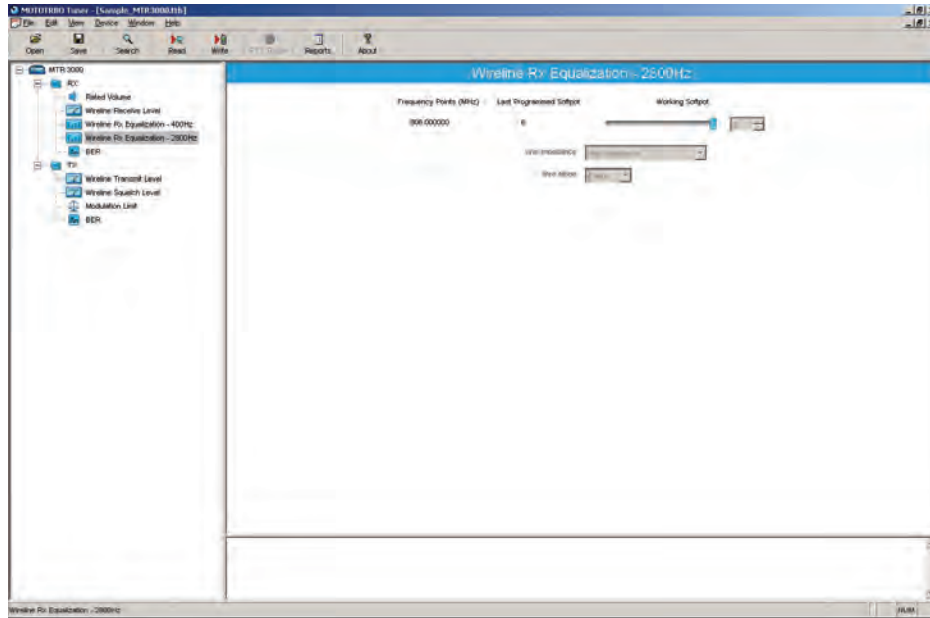 MOTOTRBO Tuner - [Sample_MTR3000.ttb]
File Edit View Device Window Help
Open Save Search Read Write Reports About
MTR 3000
RX
Rated Volume
Wireline Receive Level
Wireline Rx Equalization - 400Hz
Wireline Rx Equalization - 2800Hz
BER
TX
Wireline Transmit Level
Wireline Squelch Level
Modulation Limit
BER
Wireline Rx Equalization - 2800Hz
Frequency Points (MHz) Last Programmed Softpot Working Softpot
806.000000 6
Line Impedance
Wire Mode
Wireline Rx Equalization - 2800Hz
NUM